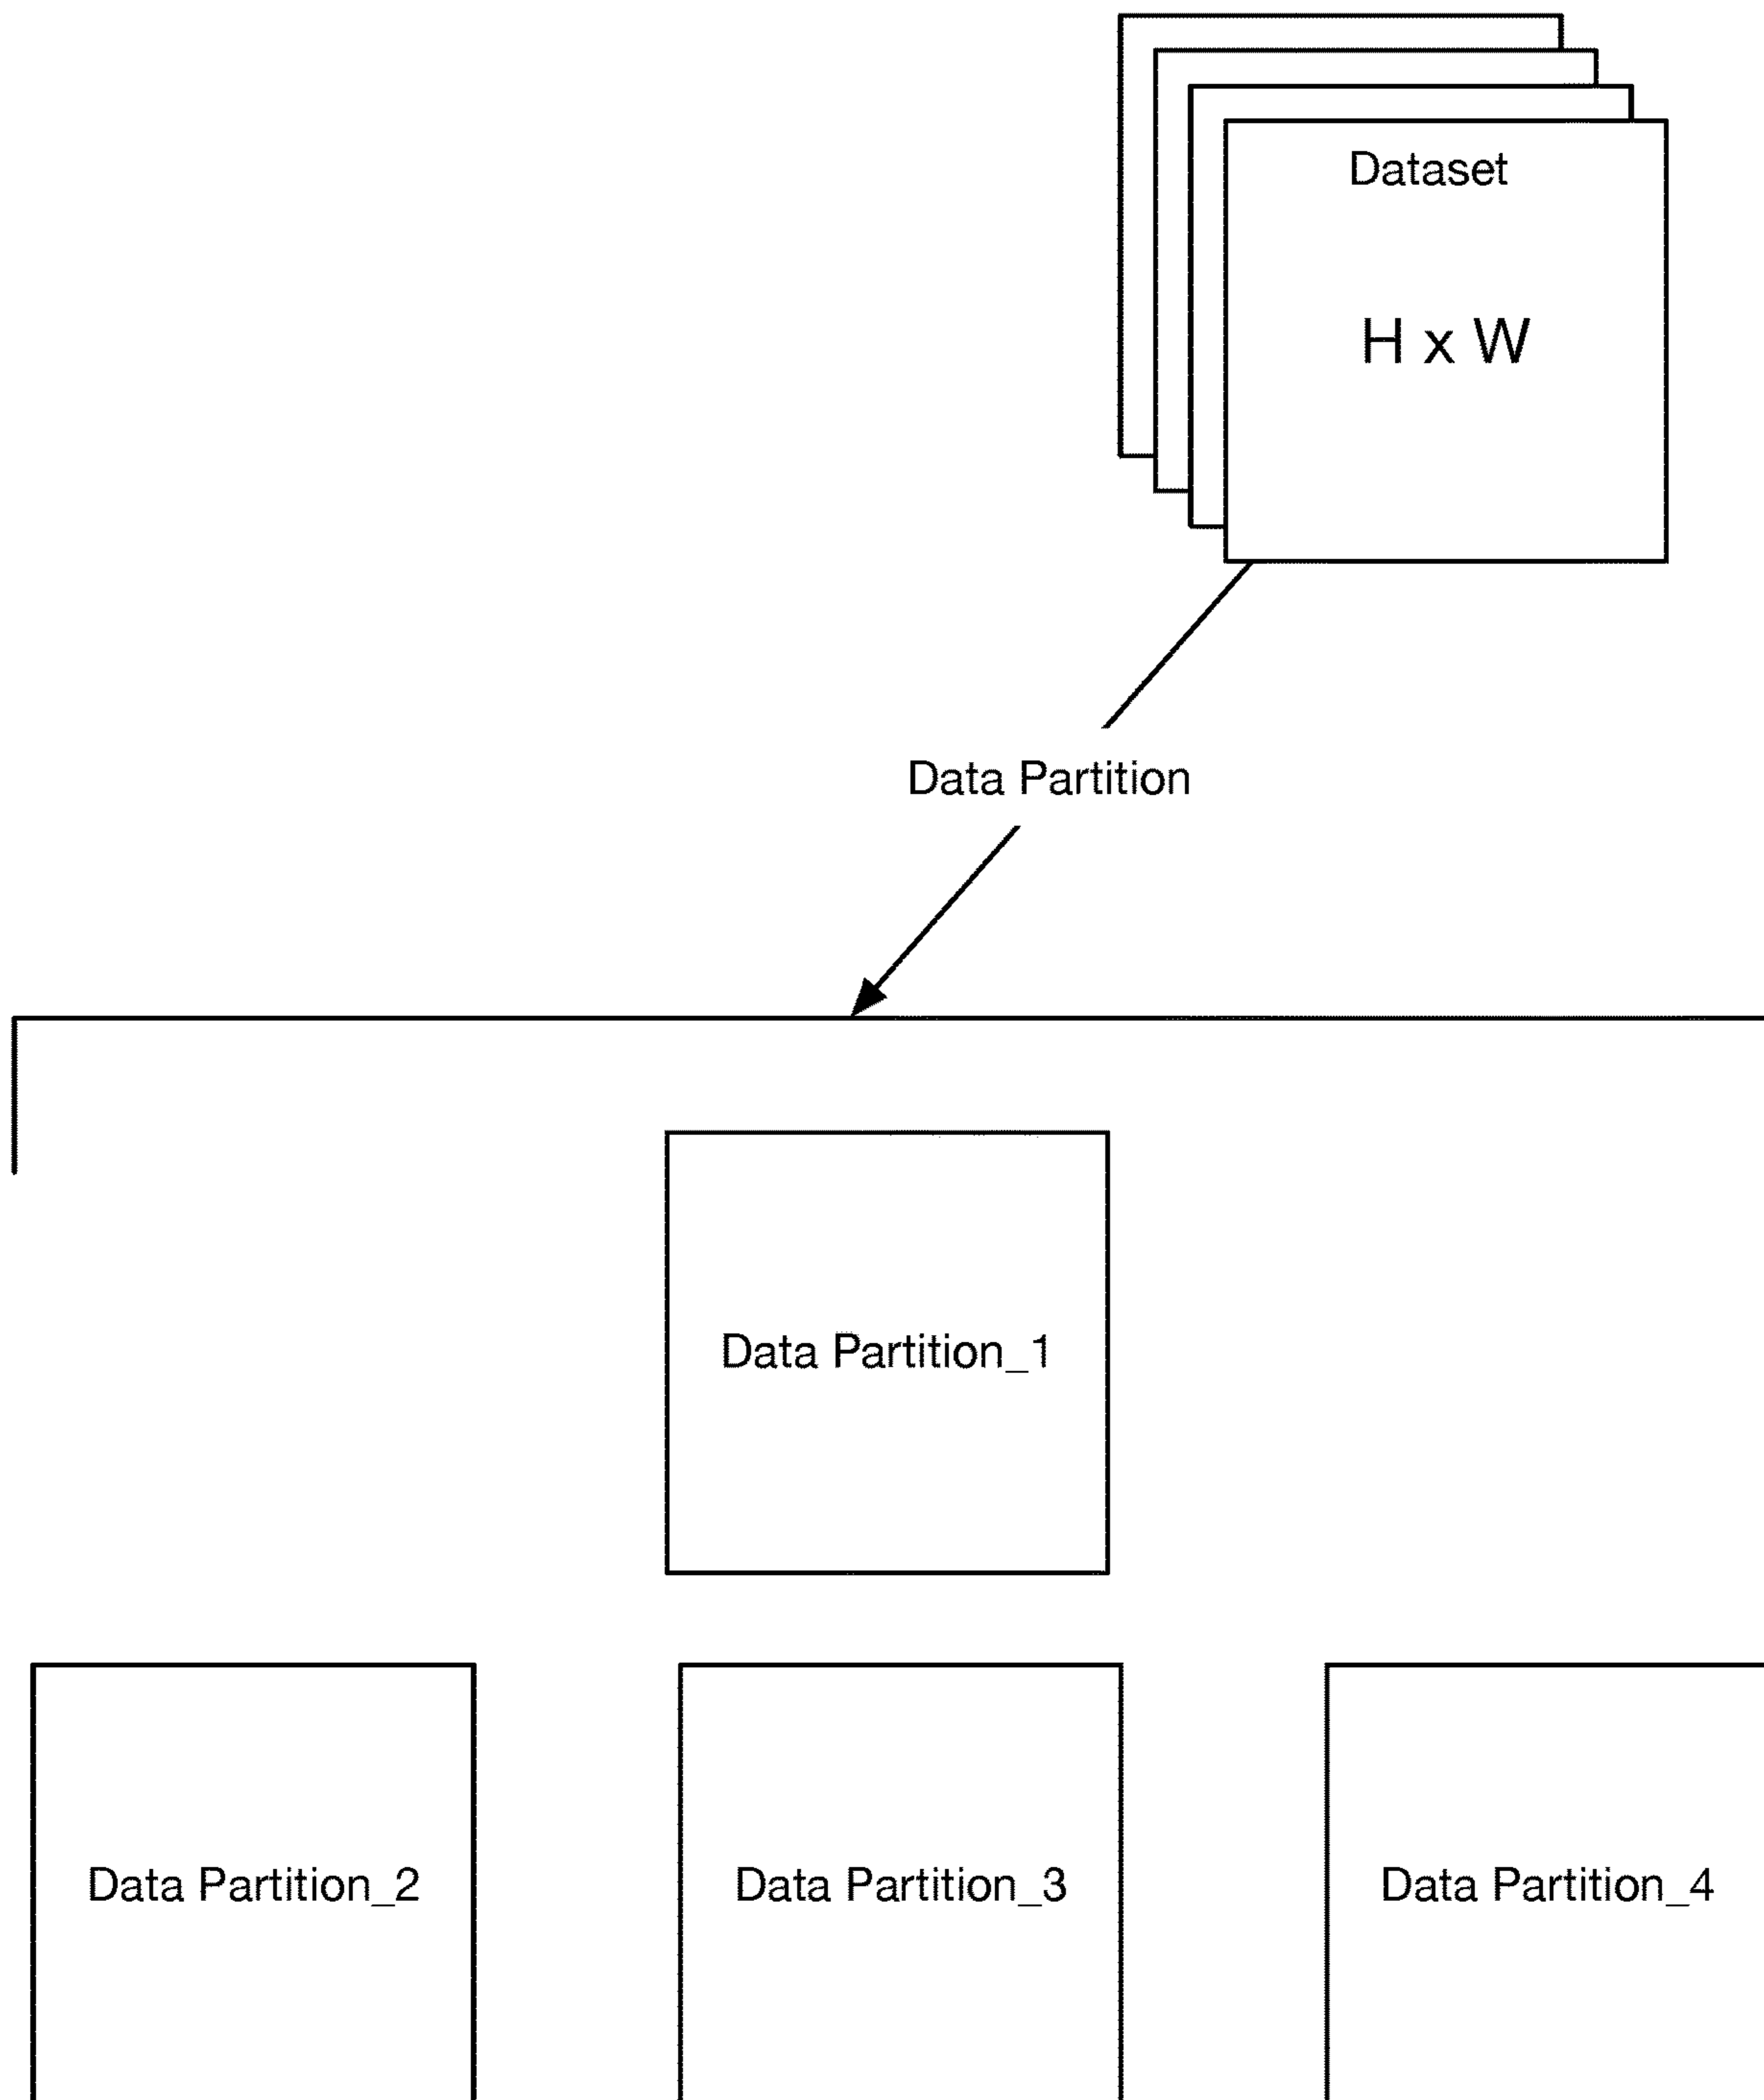 Dataset
H x W
Data Partition
Data Partition_1
Data Partition_2
Data Partition_3
Data Partition_4